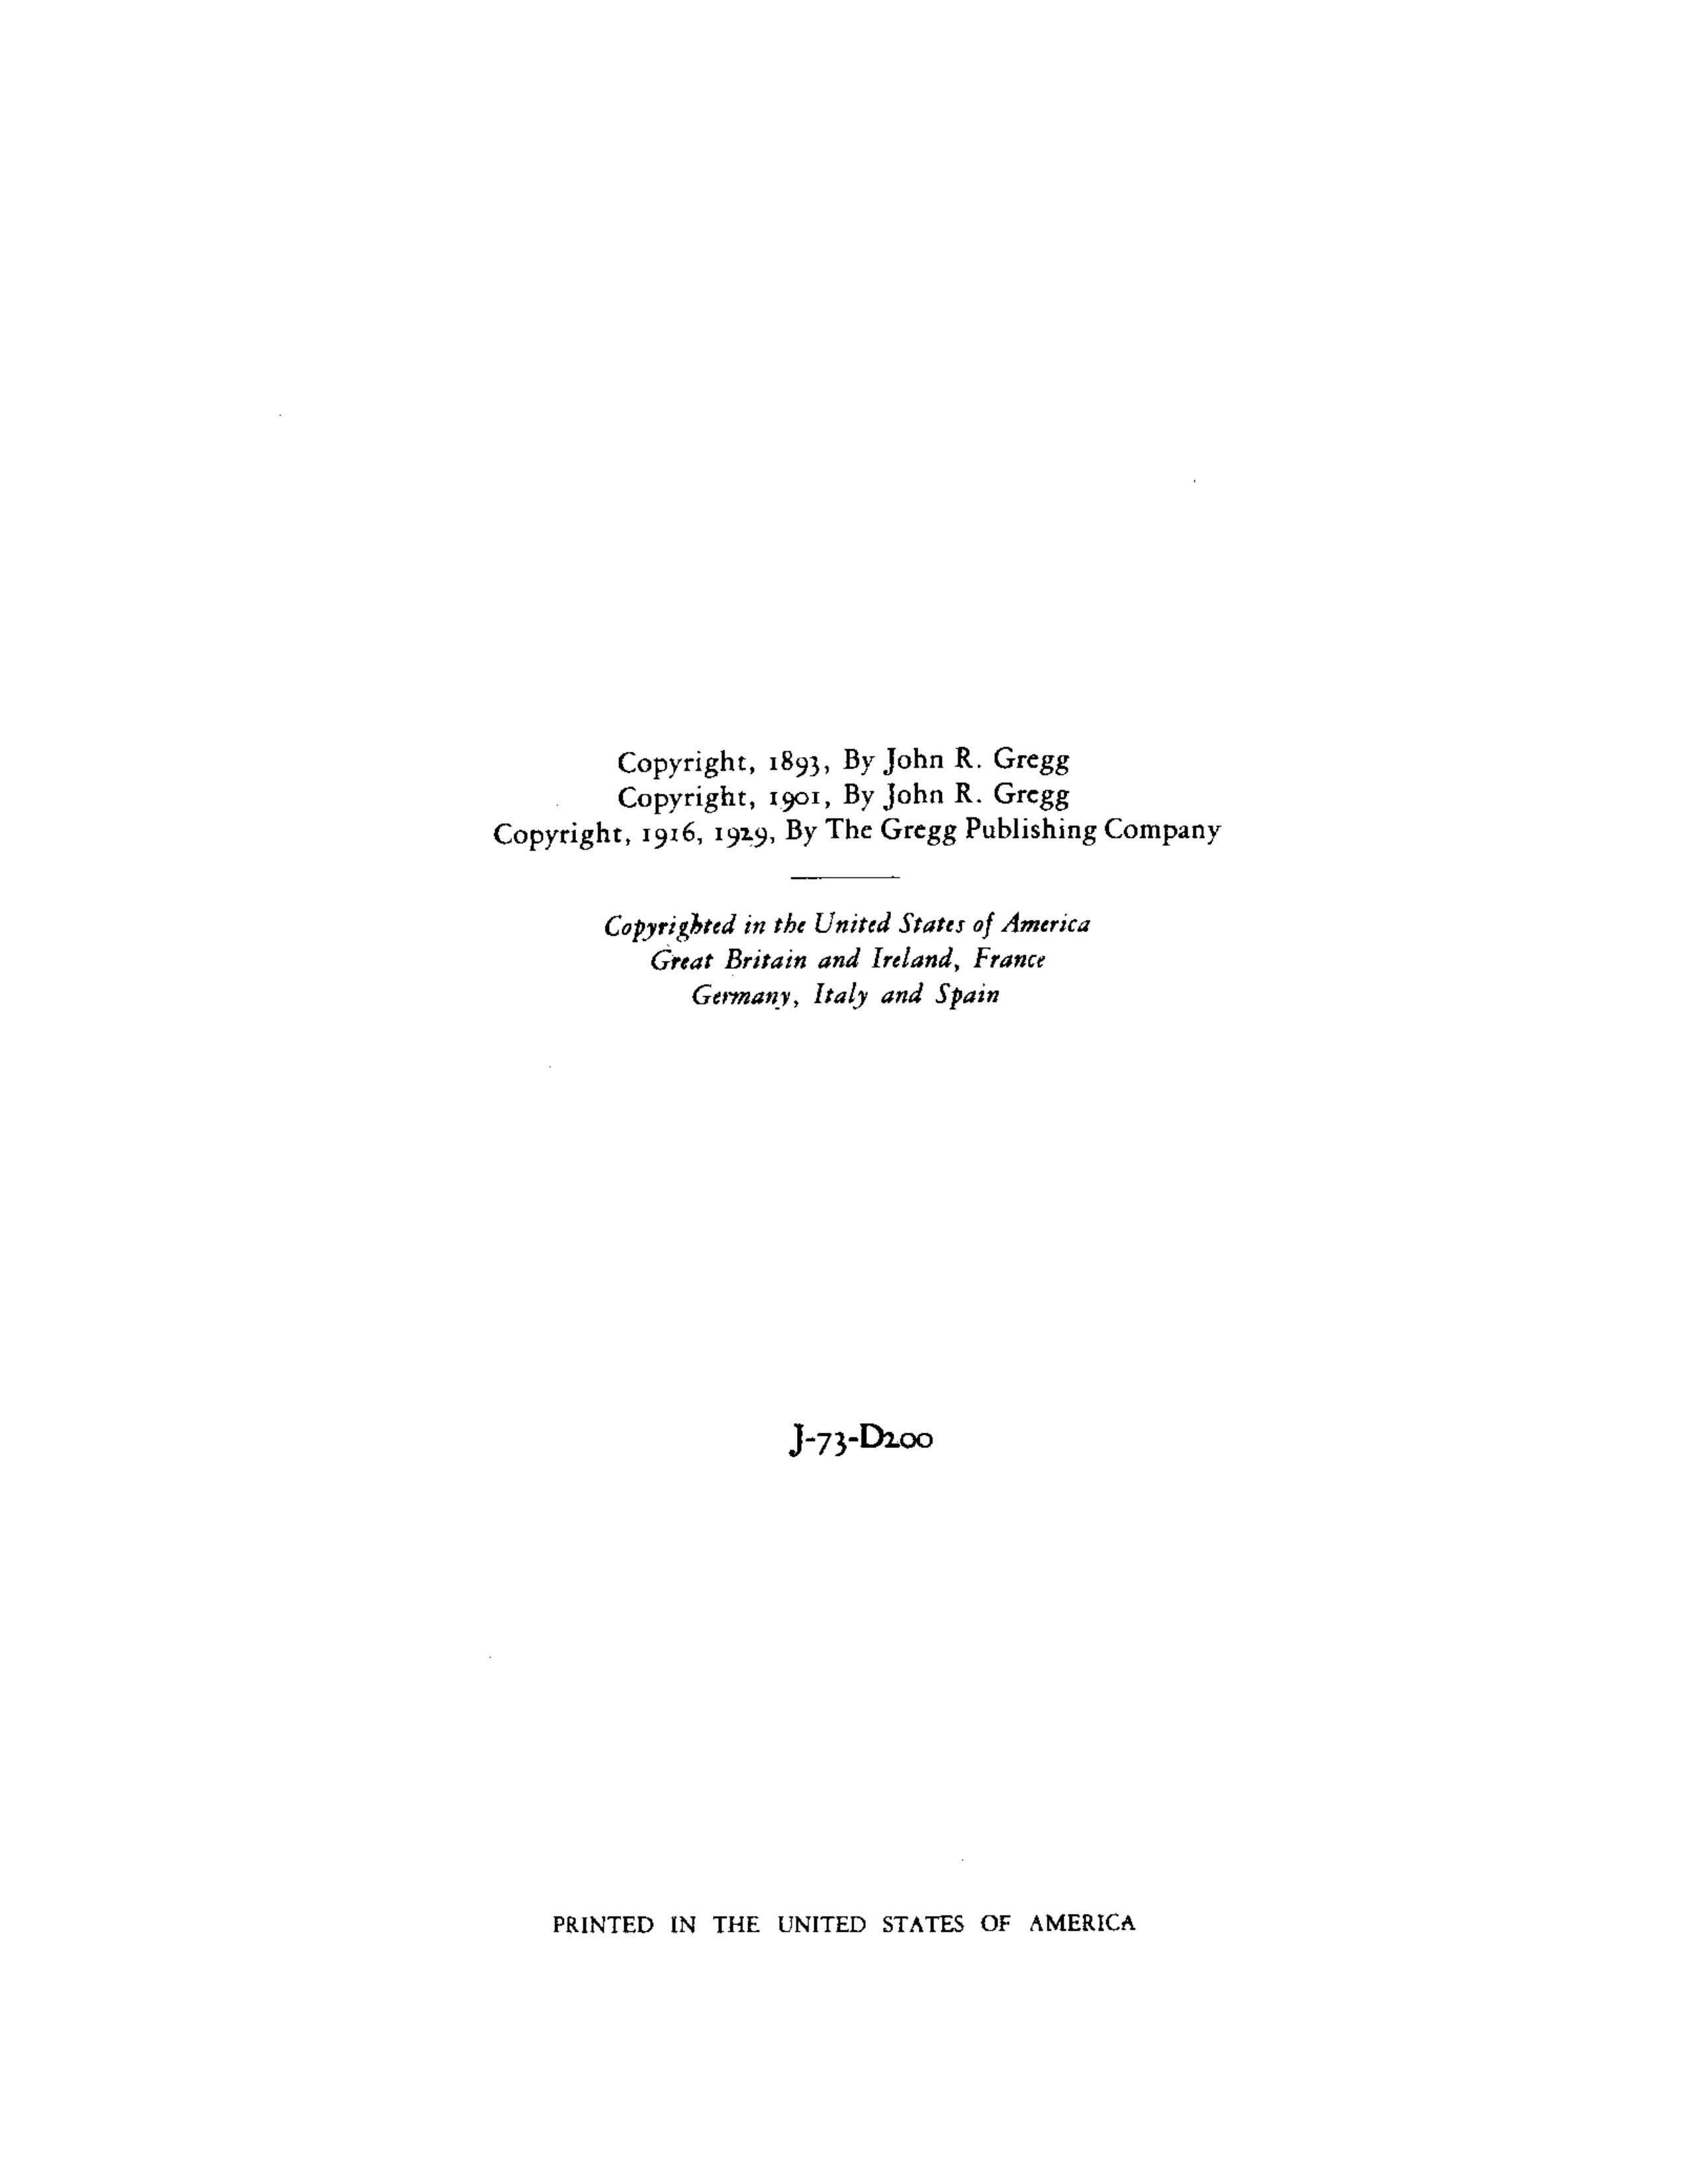 Copyright, 1893, By John R. Gregg
Copyright, 1901, By John R. Gregg
Copyright, 1916, 1929, By The Gregg Publishing Company
Copyrighted in the United States of America
Great Britain and Ireland, France
Germany, Italy and Spain
J-73-D200
PRINTED IN THE UNITED STATES OF AMERICA